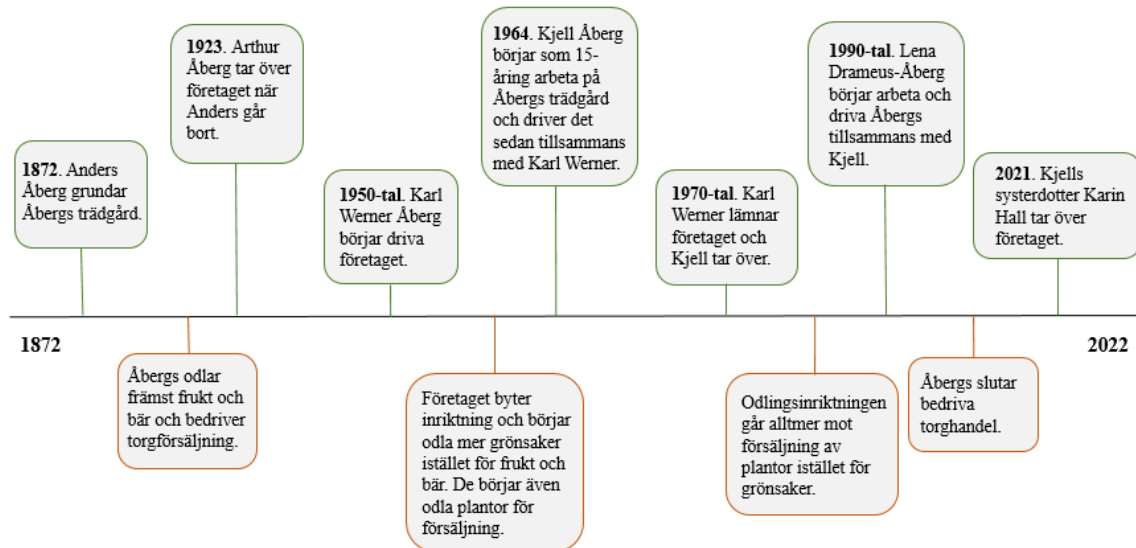 1872. Anders
Åberg grundar
Åbergs trädgård.
1923. Arthur
Åberg tar över
företaget när
Anders går
bort.
1950-tal. Karl
Werner Åberg
börjar driva
företaget.
1964. Kjell Åberg
börjar som 15-
åring arbeta på
Åbergs trädgård
och driver det
sedan tillsammans
med Karl Werner.
1970-tal. Karl
Werner lämnar
företaget och
Kjell tar över.
1990-tal. Lena
Drameus-Åberg
börjar arbeta och
driva Åbergs
tillsammans med
Kjell.
2021. Kjells
systerdotter Karin
Hall tar över
företaget.
1872
2022
Åbergs odlar
främst frukt och
bär och bedriver
torgförsäljning.
Företaget byter
inriktning och börjar
odla mer grönsaker
istället för frukt och
bär. De börjar även
odla plantor för
försäljning.
Odlingsinriktningen
går alltmer mot
försäljning av
plantor istället för
grönsaker.
Åbergs slutar
bedriva
torghandel.